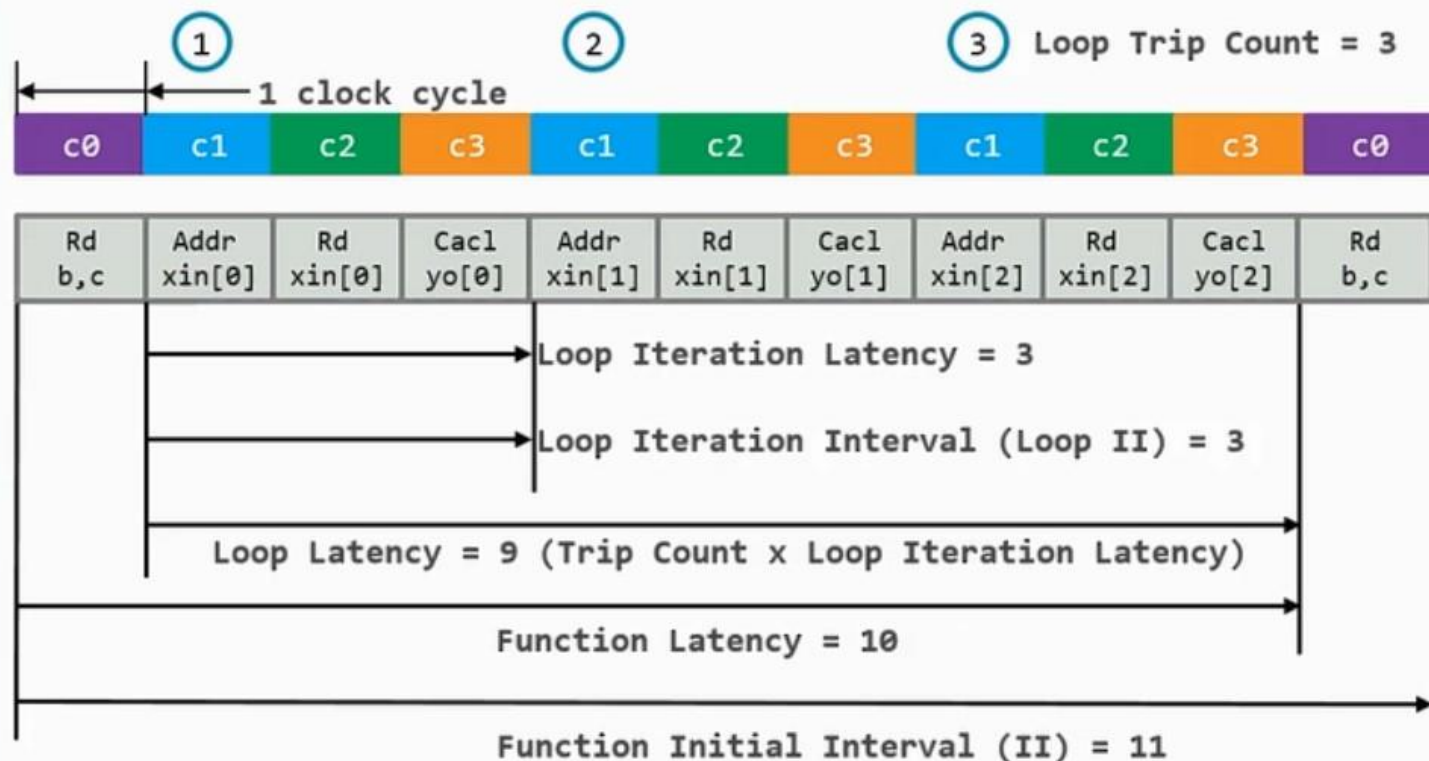 1 2 3 Loop Trip Count = 3
1 clock cycle
c0 c1 c2 c3 c1 c2 c3 c1 c2 c3 c0
Rd Addr Rd Cacl Addr Rd Cacl Addr Rd Cacl Rd
b,c xin[0] xin[0] yo[0] xin[1] xin[1] yo[1] xin[2] xin[2] yo[2] b,c
Loop Iteration Latency = 3
Loop Iteration Interval (Loop II) = 3
Loop Latency = 9 (Trip Count x Loop Iteration Latency)
Function Latency = 10
Function Initial Interval (II) = 11